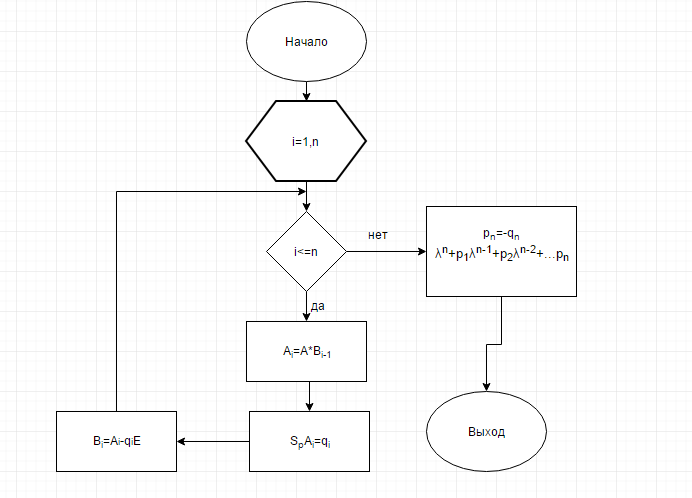 Начало
i=1,n
i<=n
нет
pₙ=-qₙ
λⁿ+p₁λⁿ⁻¹+p₂λⁿ⁻²+...pₙ
да
Aᵢ=A*Bᵢ₋₁
SₚAᵢ=qᵢ
Bᵢ=Aᵢ-qᵢE
Выход